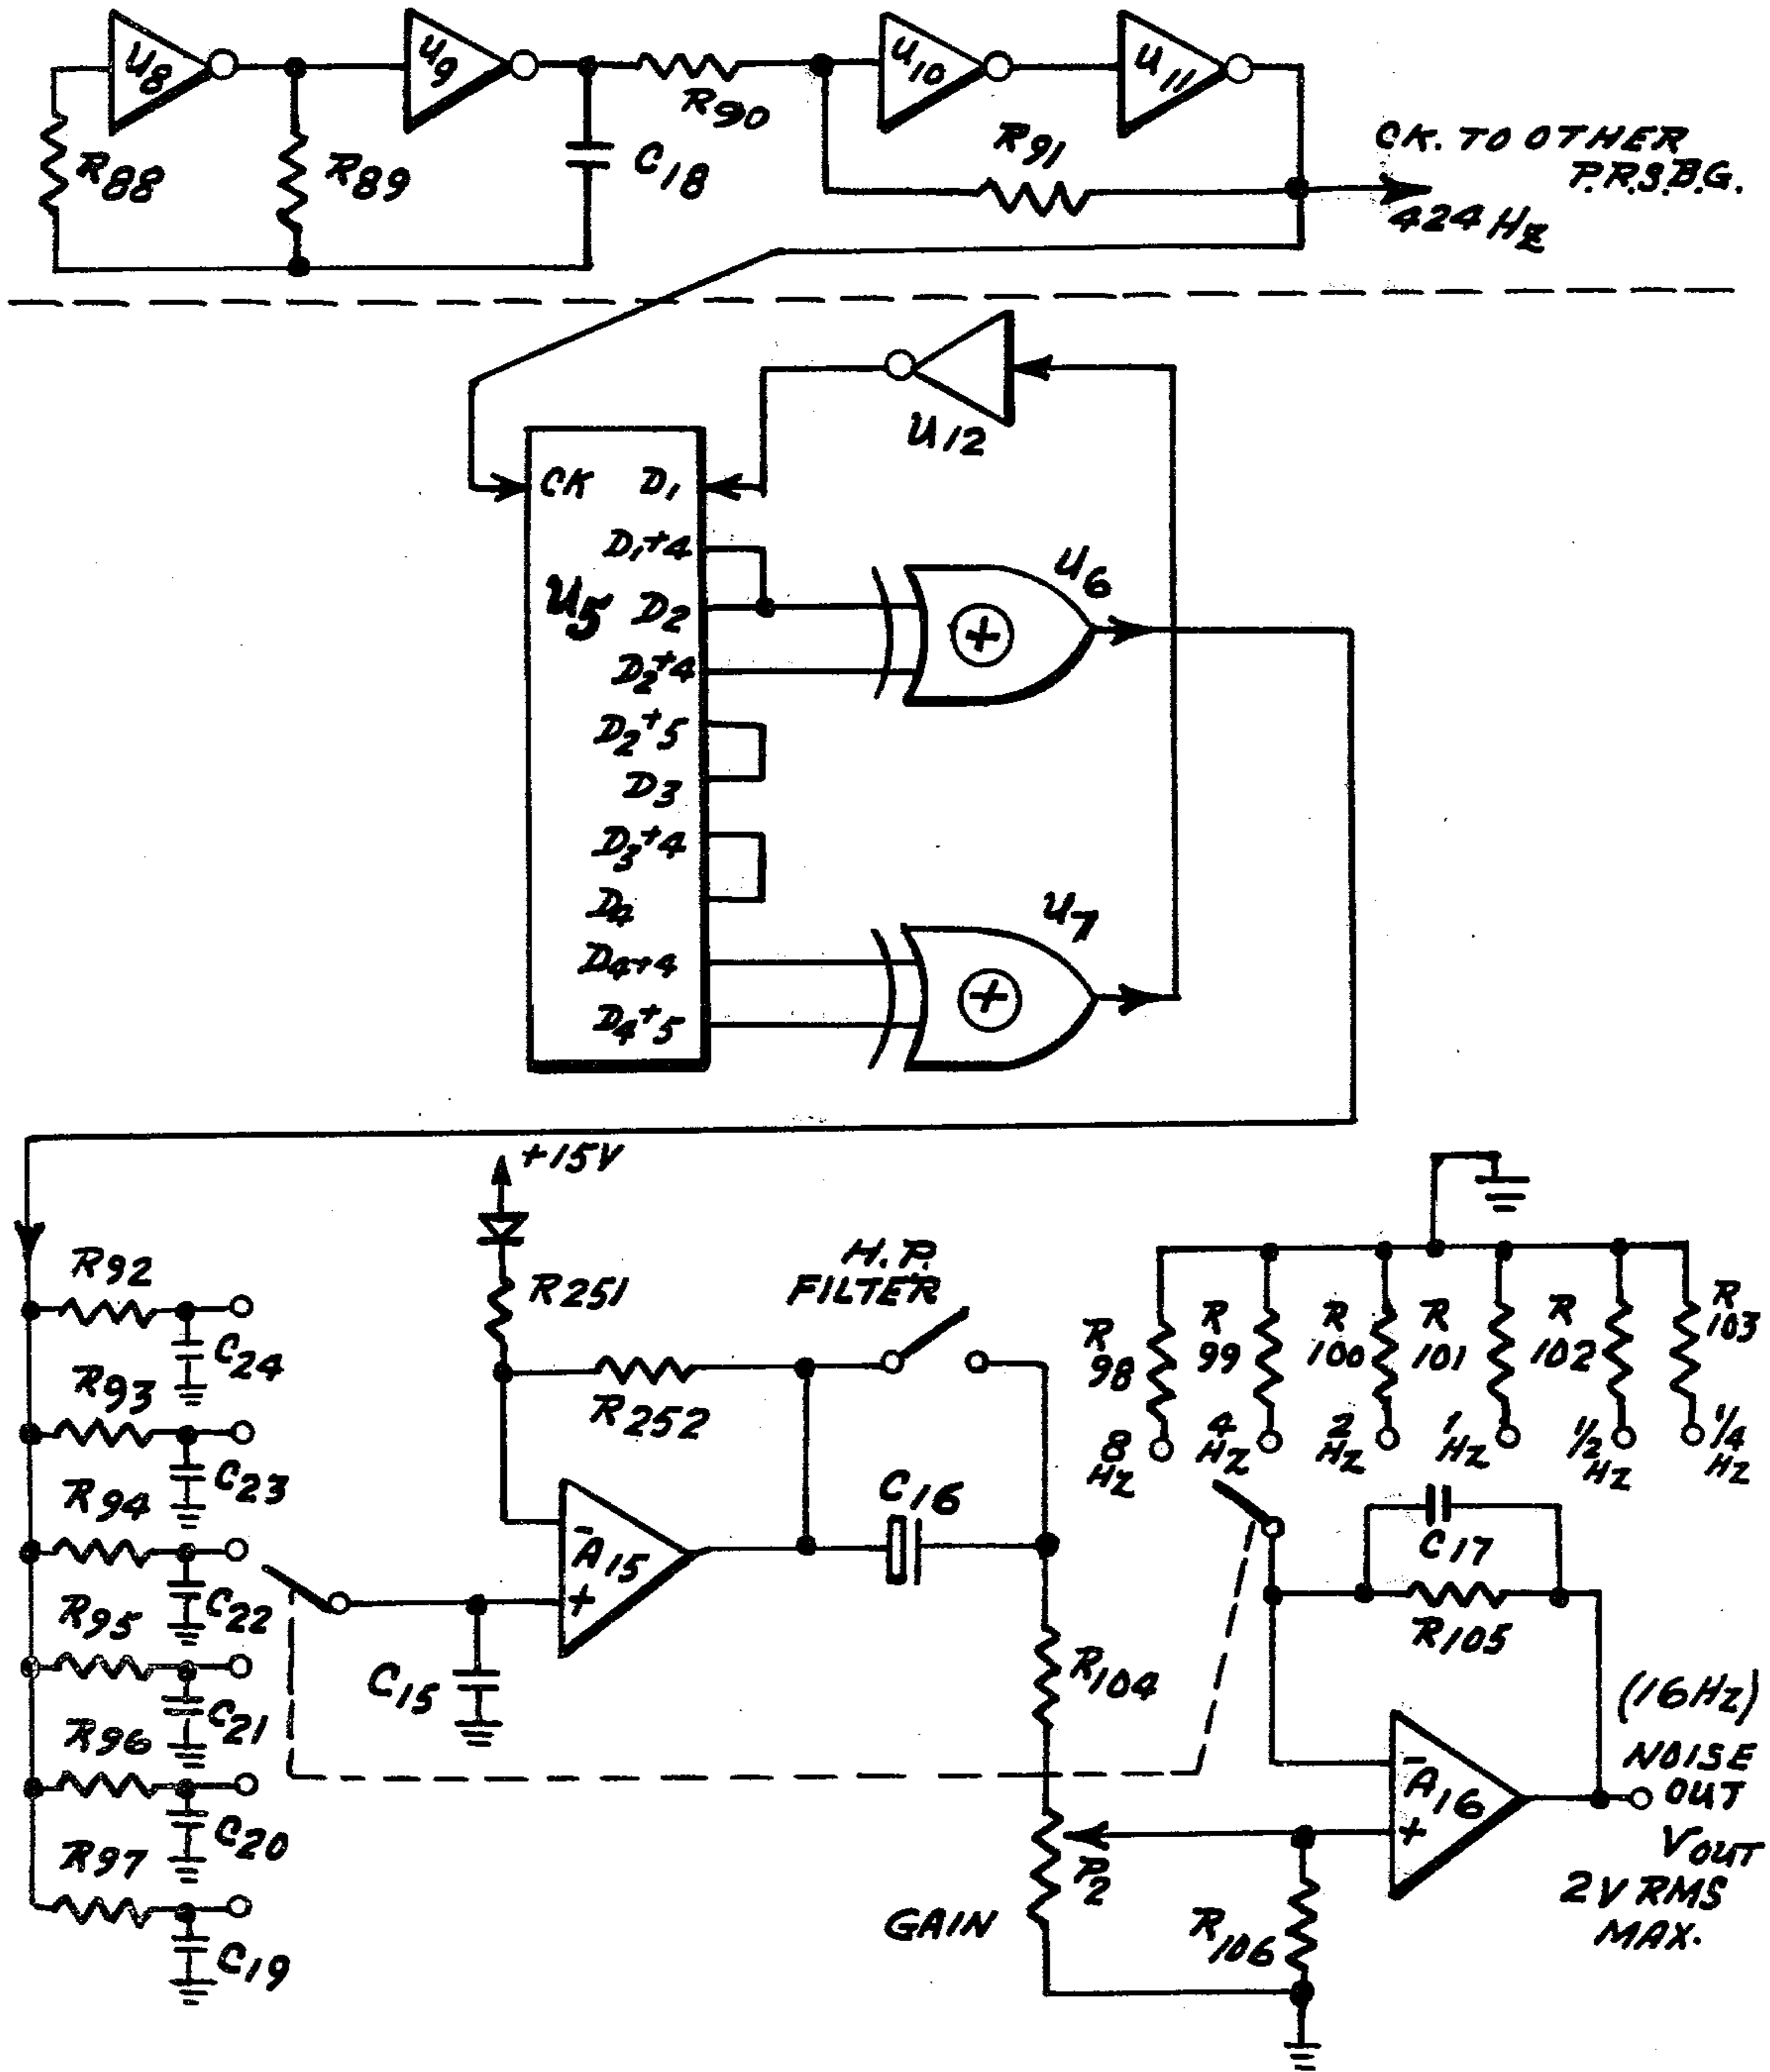 U8
U9
U10
U11
R88
R89
C18
R90
R91
CK. TO OTHER
P.R.S.B.G.
424 Hz
U12
CK D1
D1+4
U5 D2
D2+4
D2+5
D3
D3+4
D4
D4+4
D4+5
U6
+
U7
+
+15V
R92
C24
R93
C23
R94
C22
R95
C21
R96
C20
R97
C19
R251
R252
H.P.
FILTER
-
A15
+
C15
C16
R104
P2
GAIN
R98
R99
R100
R101
R102
R103
8 Hz
4 Hz
2 Hz
1 Hz
1/2 Hz
1/4 Hz
C17
R105
-
A16
+
R106
(16 Hz)
NOISE
OUT
VOUT
2V RMS
MAX.